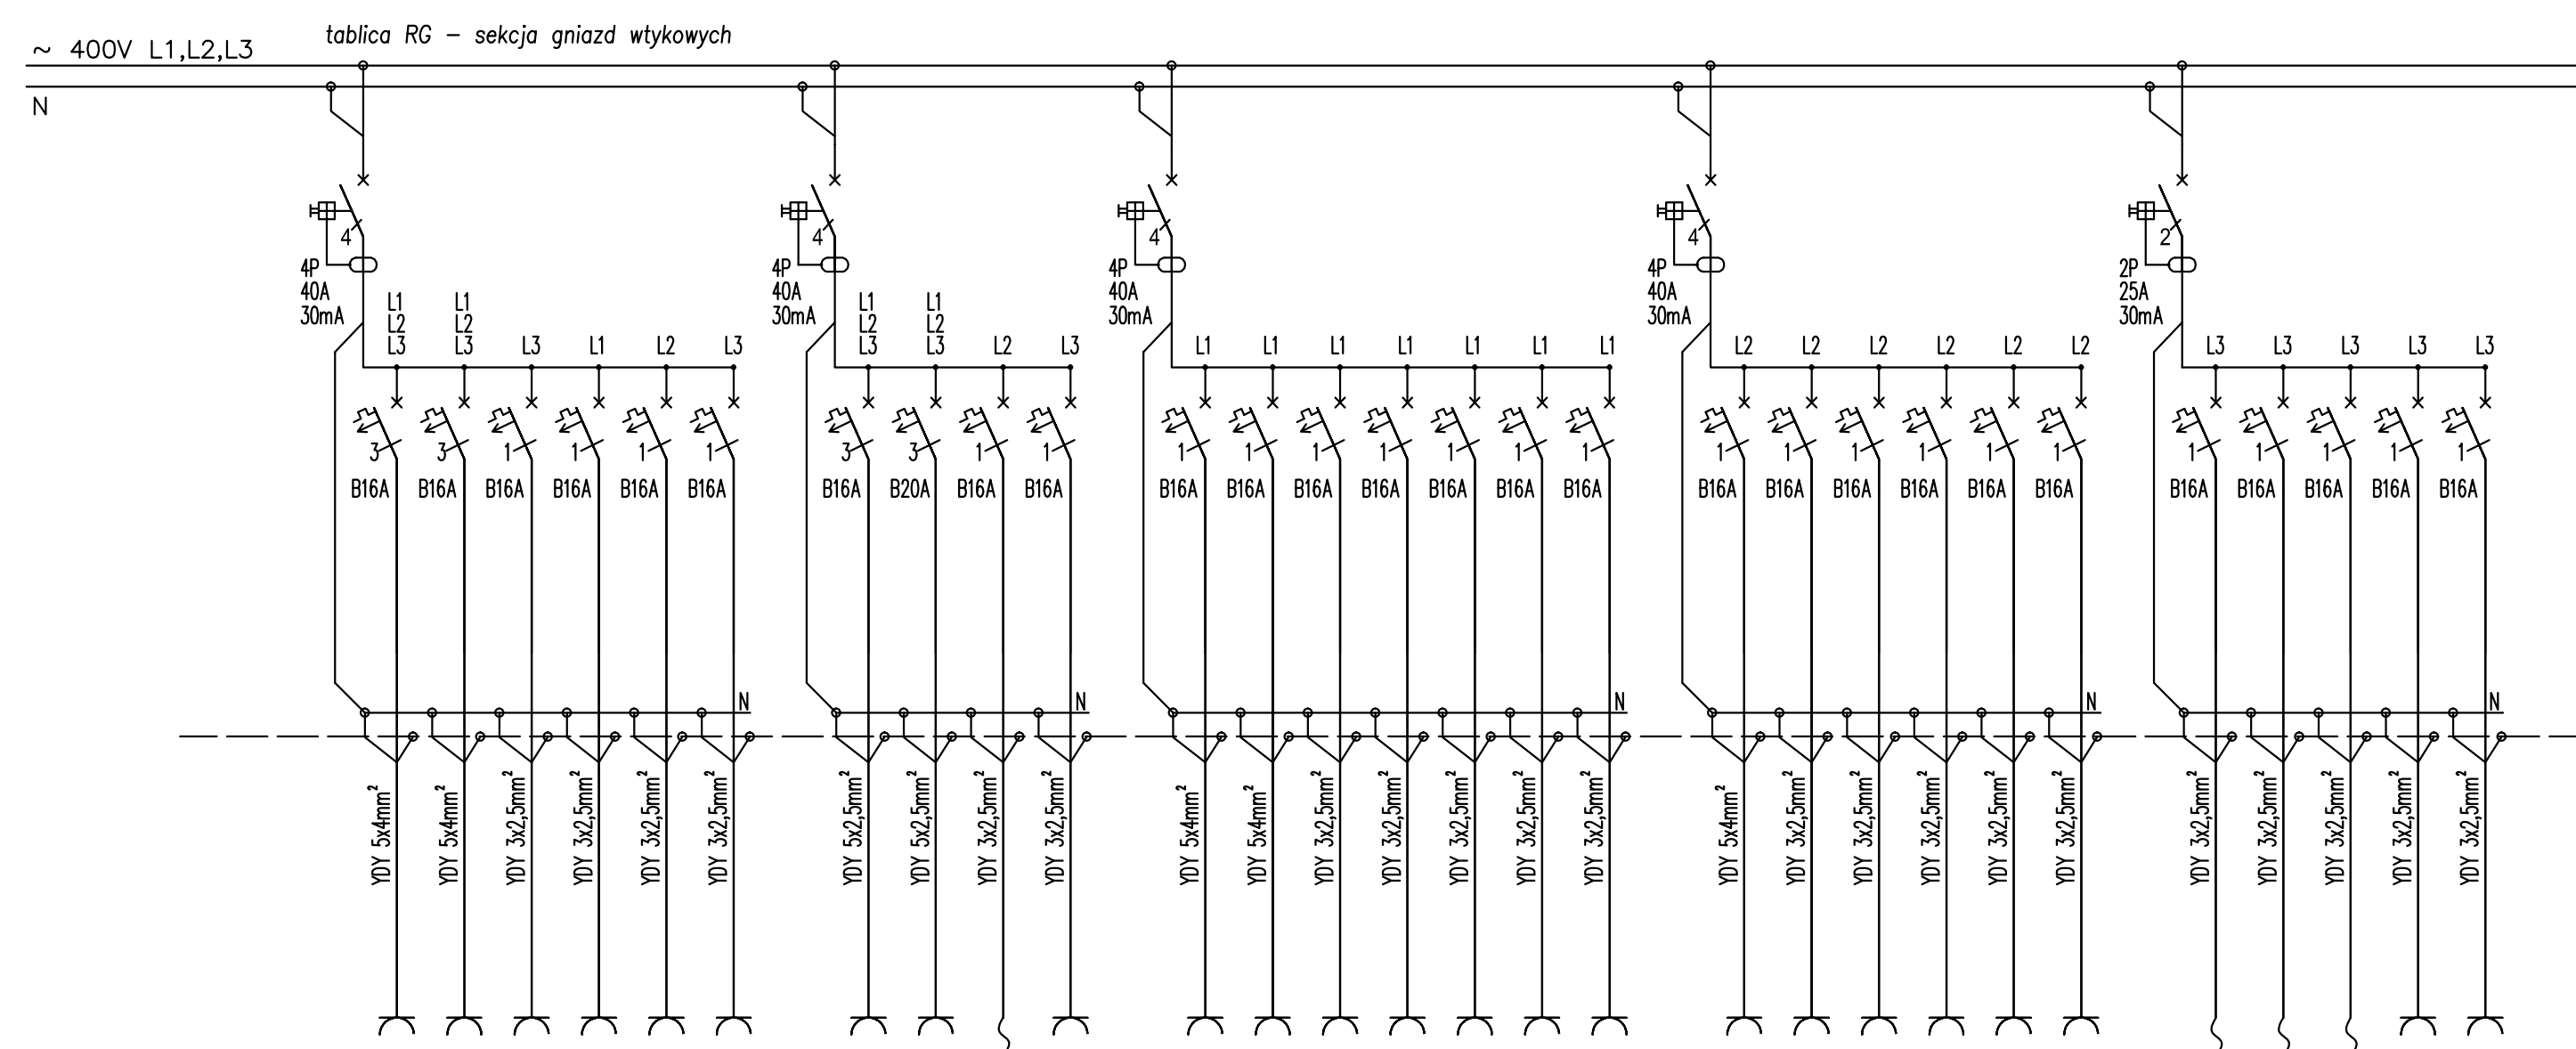 tablica RG – sekcja gniazd wtykowych
~ 400V L1,L2,L3
N
4
4P
40A
30mA
4
4P
40A
30mA
4
4P
40A
30mA
4
4P
40A
30mA
2
2P
25A
30mA
L1
L2
L3
L1
L2
L3
L3
L1
L2
L3
L1
L2
L3
L1
L2
L3
L2
L3
L1 L1 L1 L1 L1 L1 L1
L2 L2 L2 L2 L2 L2
L3 L3 L3 L3 L3
3 3 1 1 1 1
3 3 1 1
1 1 1 1 1 1 1
1 1 1 1 1 1
1 1 1 1 1
B16A B16A B16A B16A B16A B16A
B16A B20A B16A B16A
B16A B16A B16A B16A B16A B16A B16A
B16A B16A B16A B16A B16A B16A
B16A B16A B16A B16A B16A
N
N
N
N
N
YDY 5x4mm²
YDY 5x4mm²
YDY 3x2,5mm²
YDY 3x2,5mm²
YDY 3x2,5mm²
YDY 3x2,5mm²
YDY 5x2,5mm²
YDY 5x2,5mm²
YDY 3x2,5mm²
YDY 3x2,5mm²
YDY 5x4mm²
YDY 5x4mm²
YDY 3x2,5mm²
YDY 3x2,5mm²
YDY 3x2,5mm²
YDY 3x2,5mm²
YDY 3x2,5mm²
YDY 5x4mm²
YDY 3x2,5mm²
YDY 3x2,5mm²
YDY 3x2,5mm²
YDY 3x2,5mm²
YDY 3x2,5mm²
YDY 3x2,5mm²
YDY 3x2,5mm²
YDY 3x2,5mm²
YDY 3x2,5mm²
YDY 3x2,5mm²